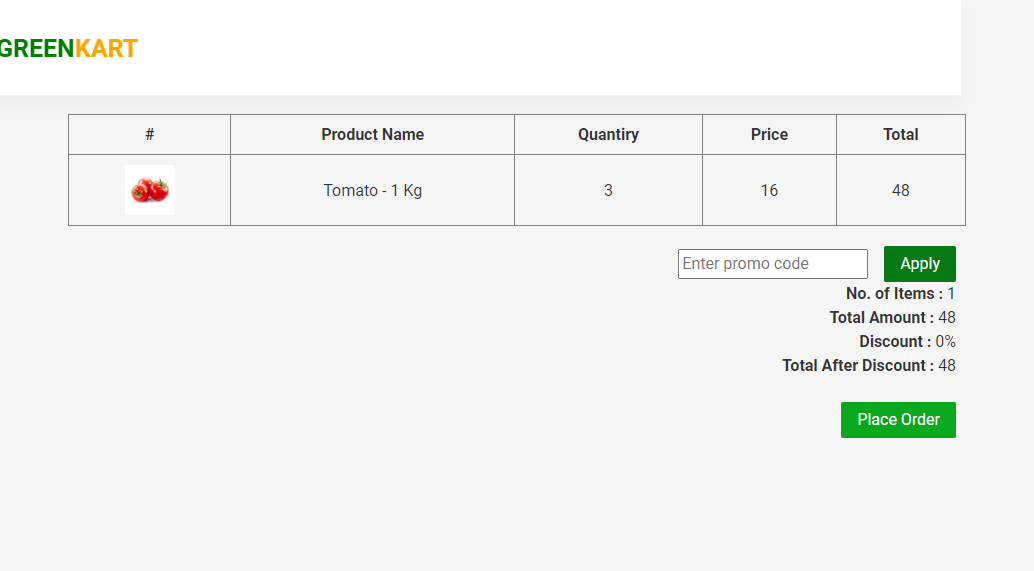 GREENKART
# Product Name Quantiry Price Total
Tomato - 1 Kg 3 16 48
Enter promo code Apply
No. of Items : 1
Total Amount : 48
Discount : 0%
Total After Discount : 48
Place Order